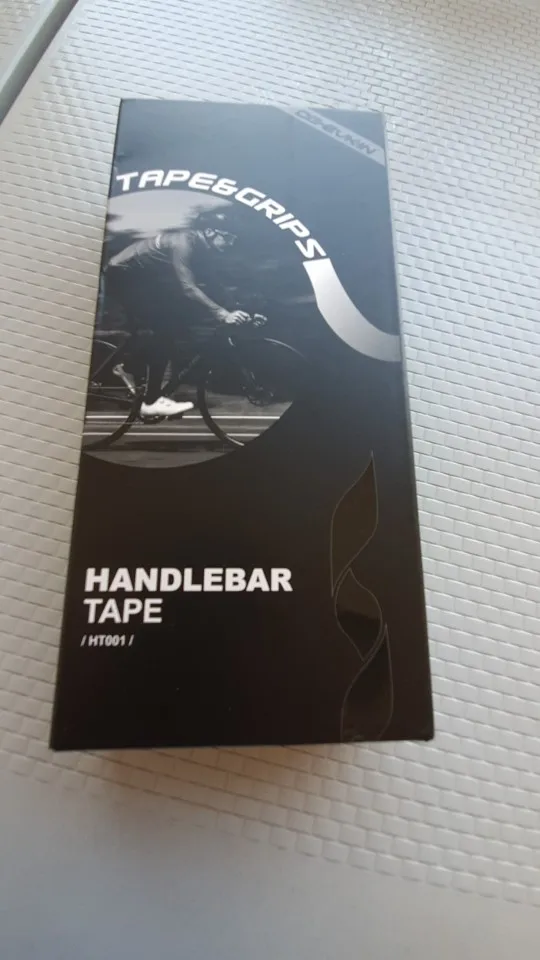 TAPE&GRIPS
HANDLEBAR
TAPE
/ HT001 /